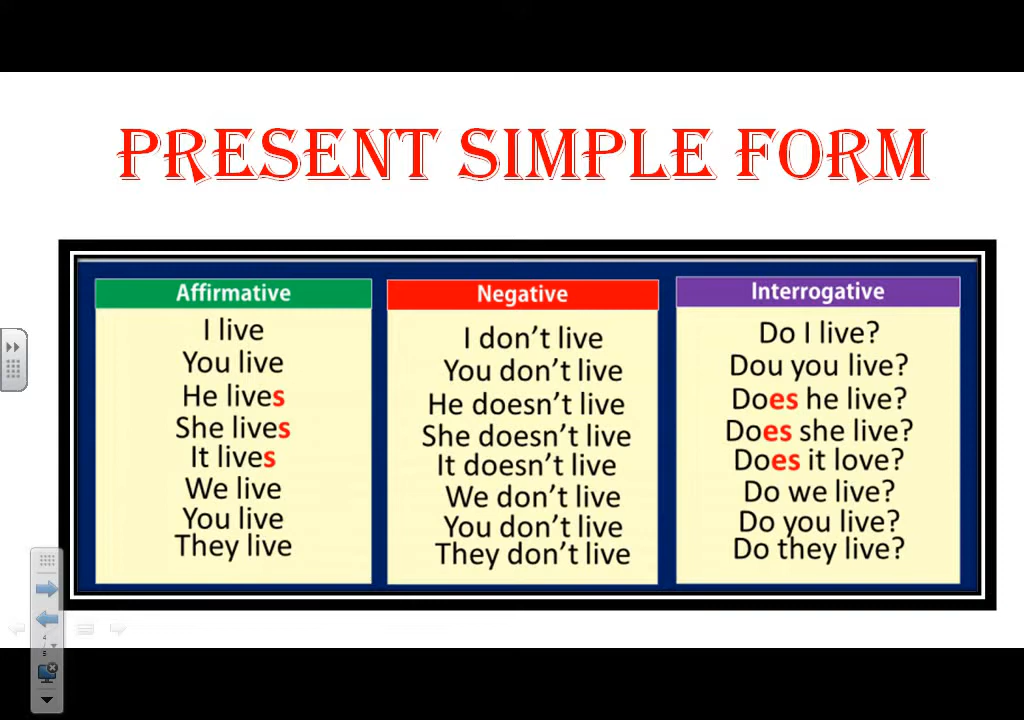 PRESENT SIMPLE FORM
Affirmative
I live
You live
He lives
She lives
It lives
We live
You live
They live
Negative
I don't live
You don't live
He doesn't live
She doesn't live
It doesn't live
We don't live
You don't live
They don't live
Interrogative
Do I live?
Dou you live?
Does he live?
Does she live?
Does it love?
Do we live?
Do you live?
Do they live?